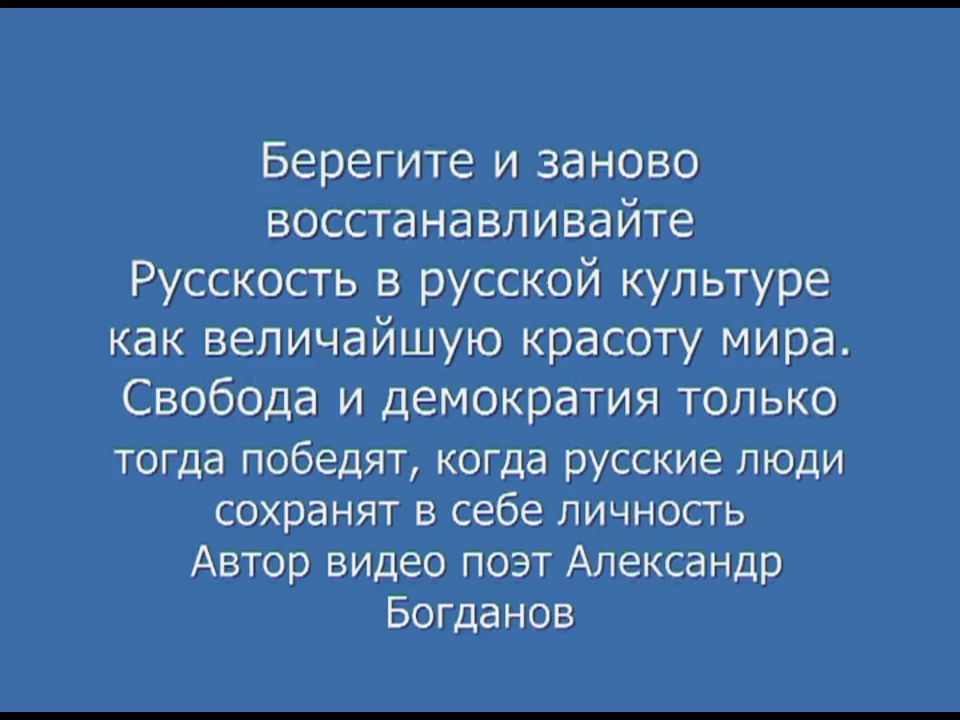 Берегите и заново
восстанавливайте
Русскость в русской культуре
как величайшую красоту мира.
Свобода и демократия только
тогда победят, когда русские люди
сохранят в себе личность
Автор видео поэт Александр
Богданов